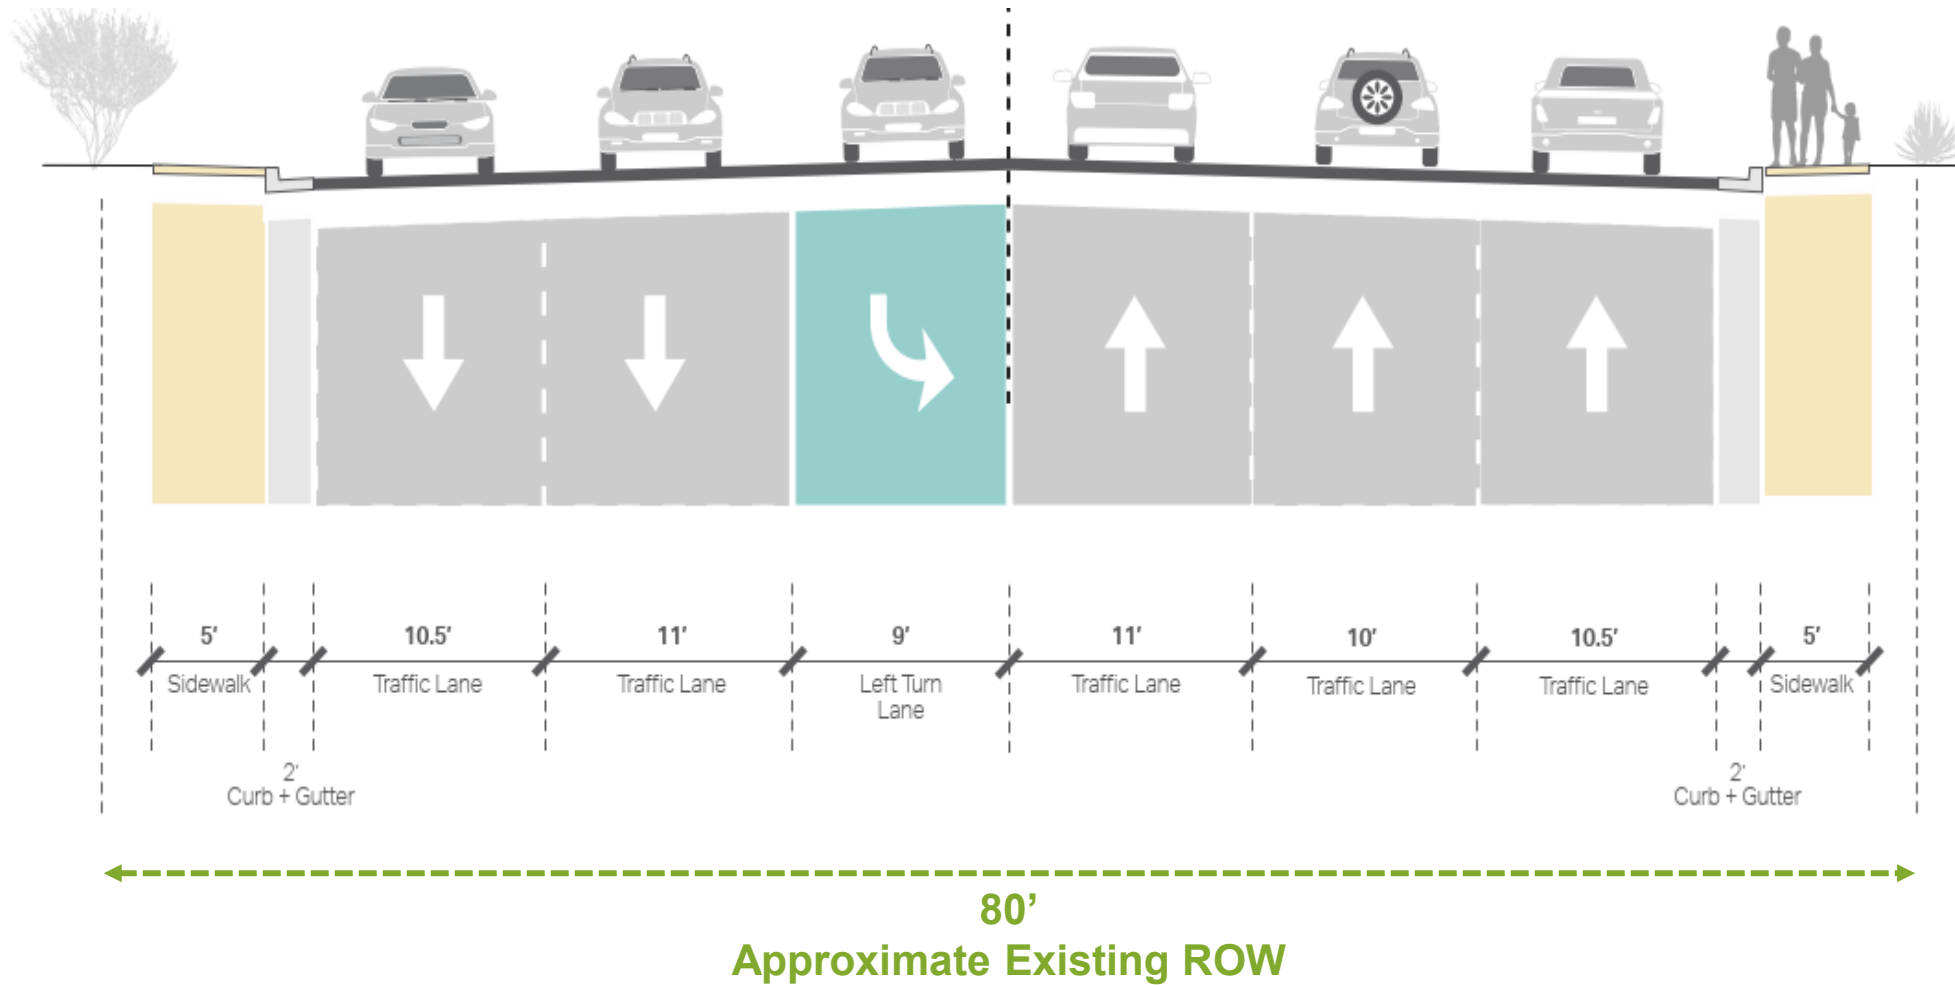 5' 10.5' 11' 9' 11' 10' 10.5' 5'
Sidewalk Traffic Lane Traffic Lane Left Turn Traffic Lane Traffic Lane Traffic Lane Sidewalk
Lane
2' 2'
Curb + Gutter Curb + Gutter
80’
Approximate Existing ROW